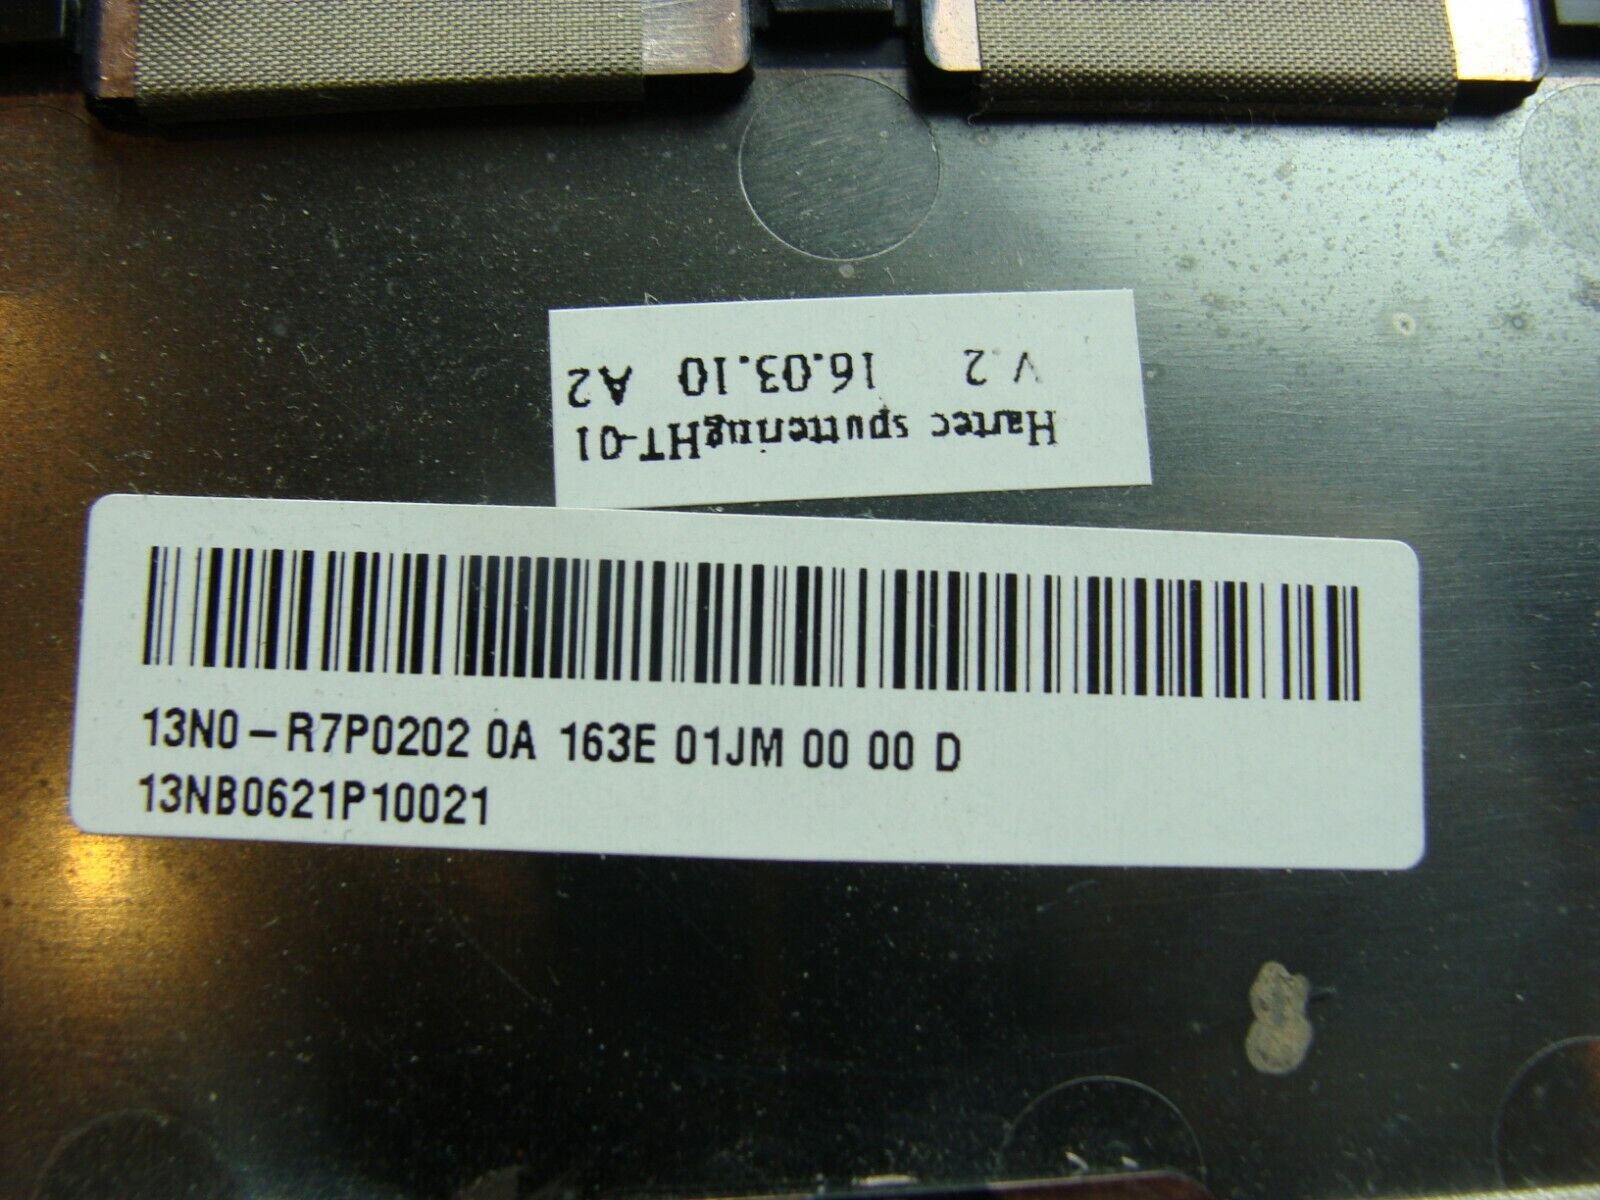 Hartec sputteringHT-01
V 2 16.03.10 A2
13N0-R7P0202 0A 163E 01JM 00 00 D
13NB0621P10021